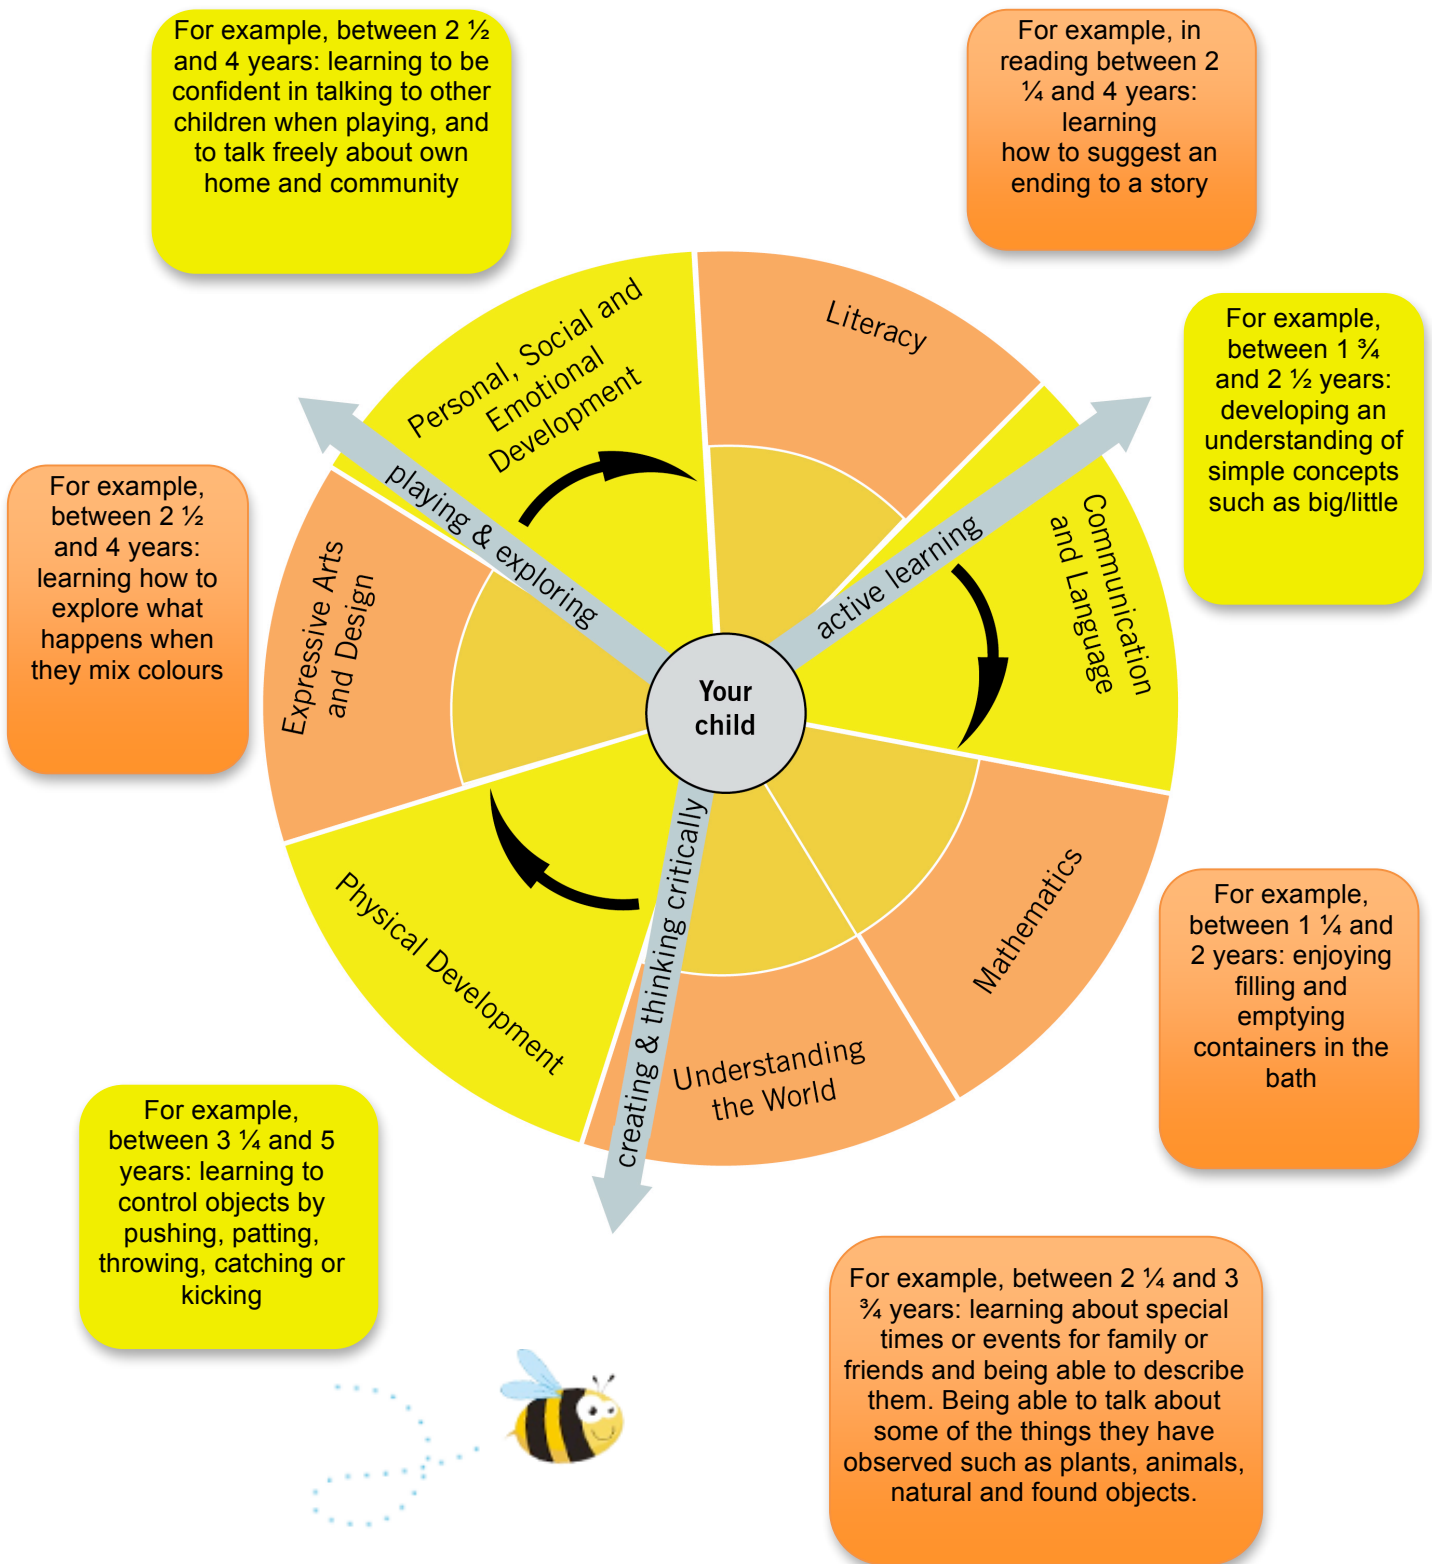 For example, between 2 ½
and 4 years: learning to be
confident in talking to other
children when playing, and
to talk freely about own
home and community
For example, in
reading between 2
¼ and 4 years:
learning
how to suggest an
ending to a story
For example,
between 1 ¾
and 2 ½ years:
developing an
understanding of
simple concepts
such as big/little
For example,
between 2 ½
and 4 years:
learning how to
explore what
happens when
they mix colours
Personal, Social and
Emotional
Development
Literacy
Communication
and Language
Expressive Arts
and Design
playing & exploring
active learning
Your
child
creating & thinking critically
Physical Development
Mathematics
Understanding
the World
For example,
between 1 ¼ and
2 years: enjoying
filling and
emptying
containers in the
bath
For example,
between 3 ¼ and 5
years: learning to
control objects by
pushing, patting,
throwing, catching or
kicking
For example, between 2 ¼ and 3
¾ years: learning about special
times or events for family or
friends and being able to describe
them. Being able to talk about
some of the things they have
observed such as plants, animals,
natural and found objects.